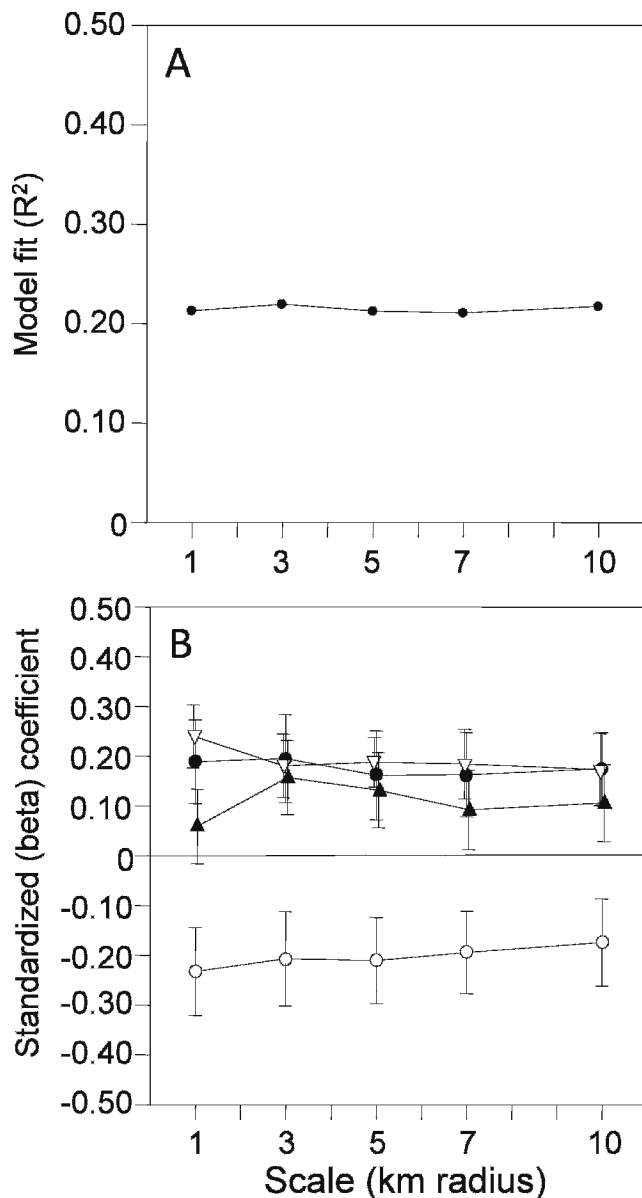 A
Model fit (R²)
0.50
0.40
0.30
0.20
0.10
0
1 3 5 7 10
B
Standardized (beta) coefficient
0.50
0.40
0.30
0.20
0.10
0
-0.10
-0.20
-0.30
-0.40
-0.50
1 3 5 7 10
Scale (km radius)